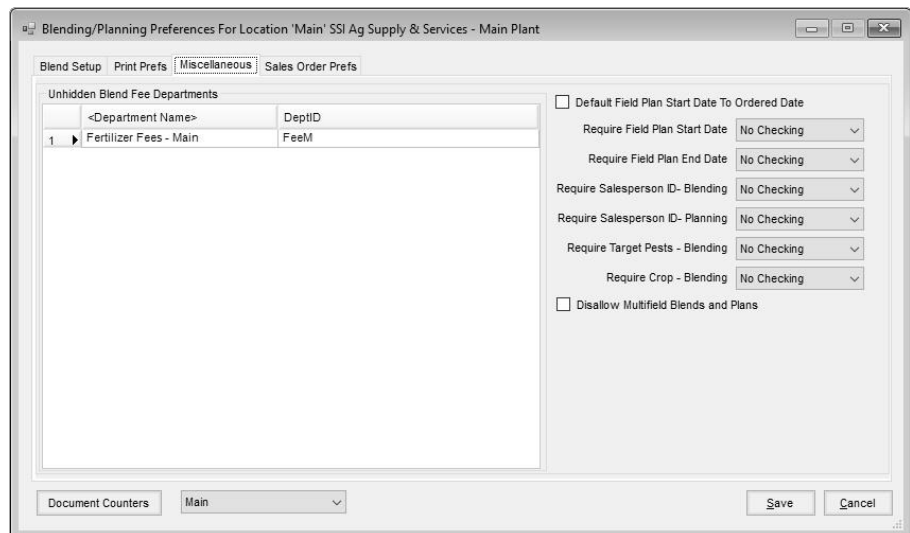 Blending/Planning Preferences For Location 'Main' SSI Ag Supply & Services - Main Plant
Blend Setup Print Prefs Miscellaneous Sales Order Prefs
Unhidden Blend Fee Departments
<Department Name> DeptID
1 Fertilizer Fees - Main FeeM
Default Field Plan Start Date To Ordered Date
Require Field Plan Start Date No Checking
Require Field Plan End Date No Checking
Require Salesperson ID- Blending No Checking
Require Salesperson ID- Planning No Checking
Require Target Pests - Blending No Checking
Require Crop - Blending No Checking
Disallow Multifield Blends and Plans
Document Counters Main Save Cancel